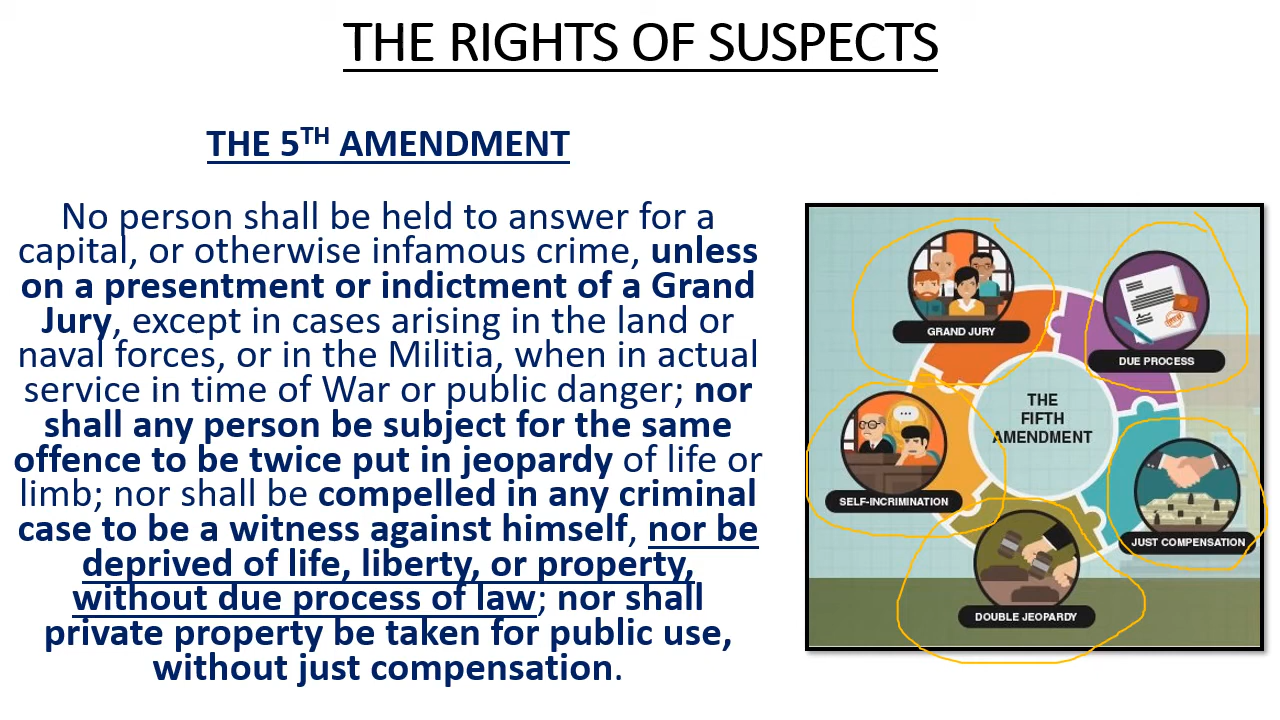 THE RIGHTS OF SUSPECTS
THE 5TH AMENDMENT
No person shall be held to answer for a
capital, or otherwise infamous crime, unless
on a presentment or indictment of a Grand
Jury, except in cases arising in the land or
naval forces, or in the Militia, when in actual
service in time of War or public danger; nor
shall any person be subject for the same
offence to be twice put in jeopardy of life or
limb; nor shall be compelled in any criminal
case to be a witness against himself, nor be
deprived of life, liberty, or property,
without due process of law; nor shall
private property be taken for public use,
without just compensation.
GRAND JURY
DUE PROCESS
THE
FIFTH
AMENDMENT
SELF-INCRIMINATION
JUST COMPENSATION
DOUBLE JEOPARDY